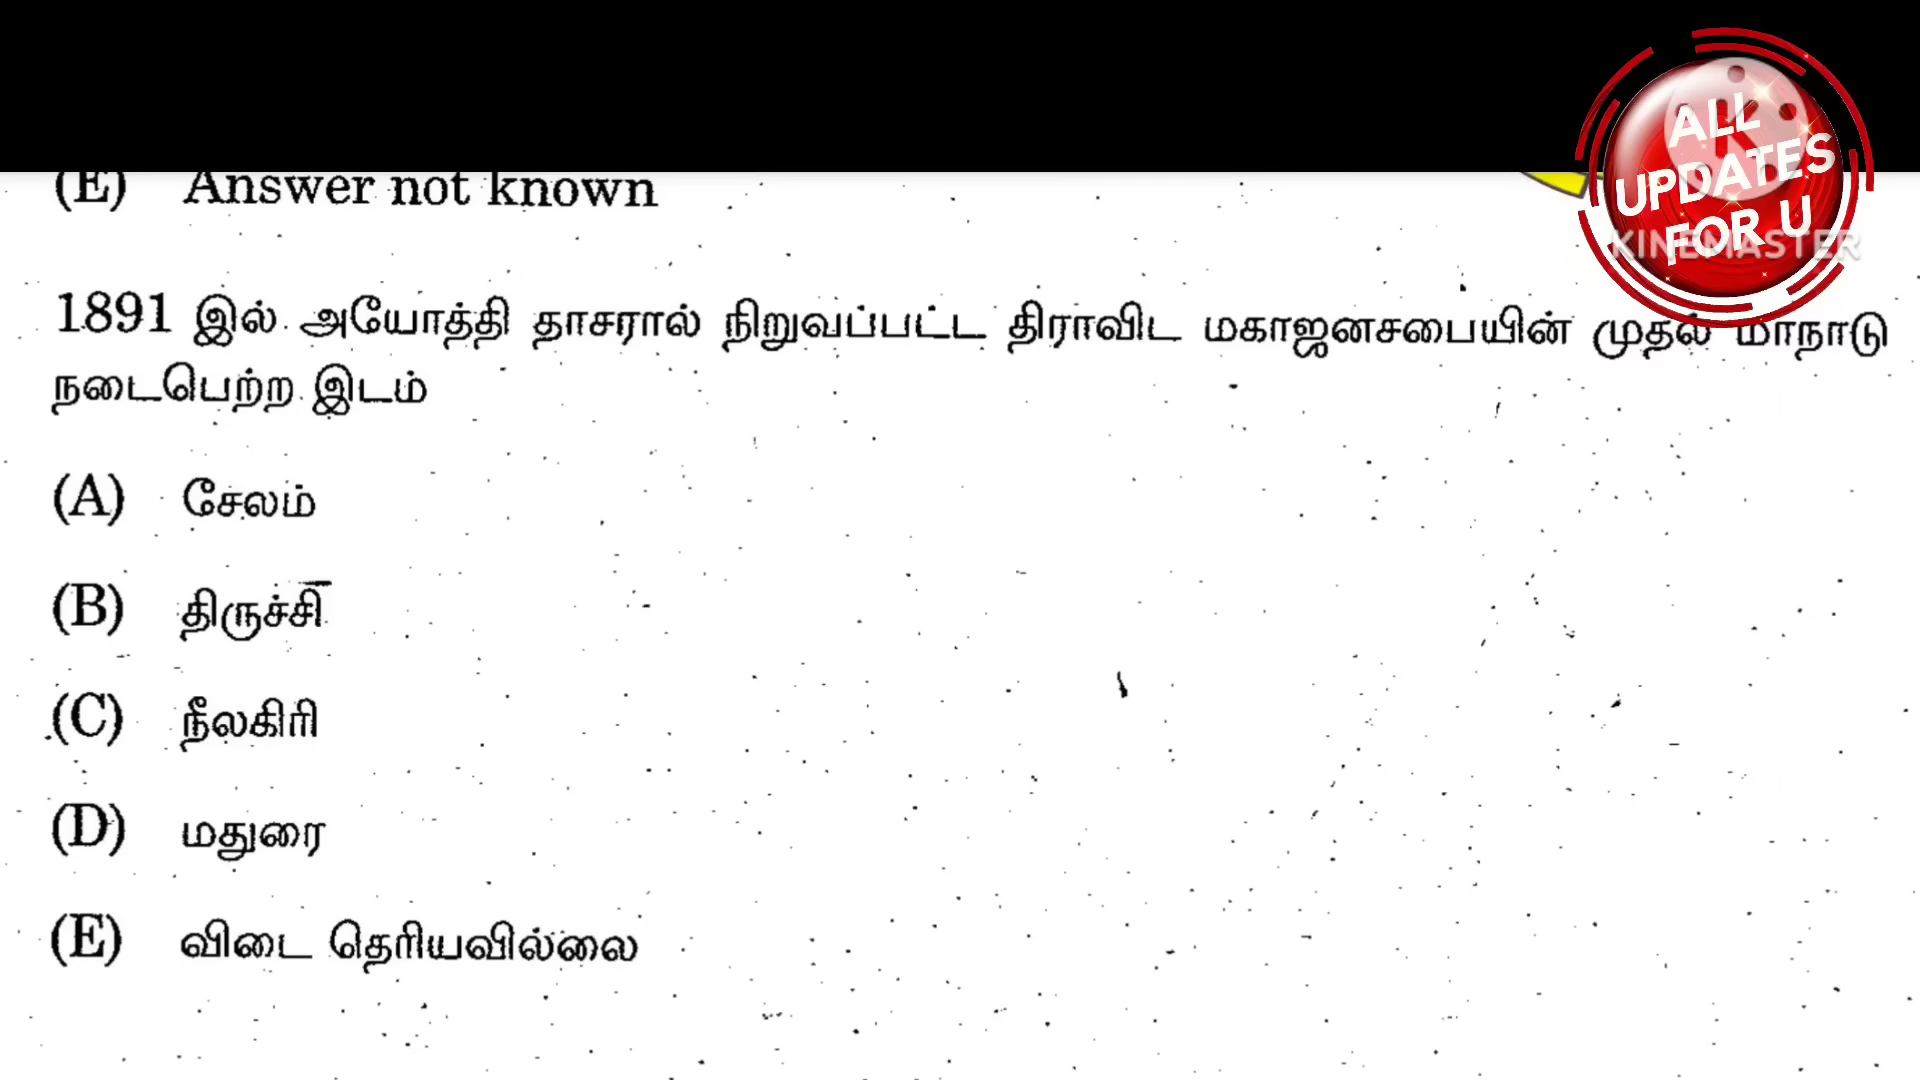 ALL
UPDATES
FOR U
KINEMASTER
(E) Answer not known
1891 இல் அயோத்தி தாசரால் நிறுவப்பட்ட திராவிட மகாஜனசபையின் முதல் மாநாடு
நடைபெற்ற இடம்
(A) சேலம்
(B) திருச்சி
(C) நீலகிரி
(D) மதுரை
(E) விடை தெரியவில்லை